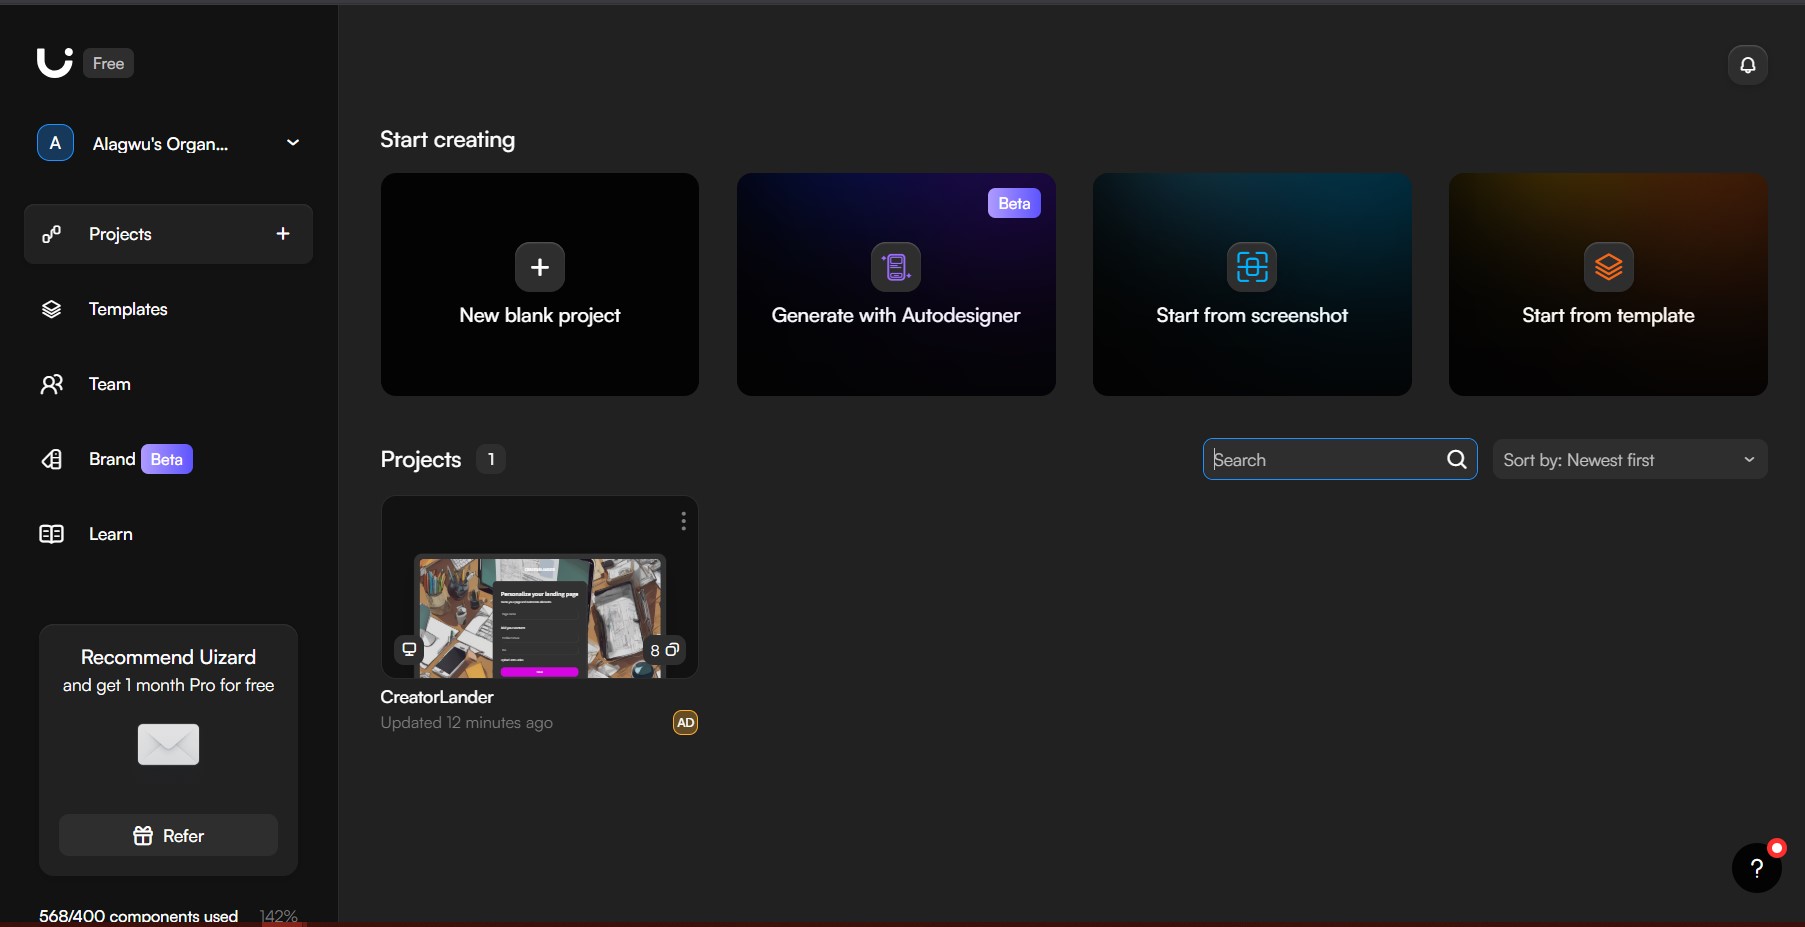 Free
A
Alagwu's Organ...
Projects
Templates
Team
Brand Beta
Learn
Recommend Uizard
and get 1 month Pro for free
Refer
568/400 components used 142%
Start creating
New blank project
Beta
Generate with Autodesigner
Start from screenshot
Start from template
Projects 1
Search
Sort by: Newest first
Personalize your landing page
8
CreatorLander
Updated 12 minutes ago
AD
?